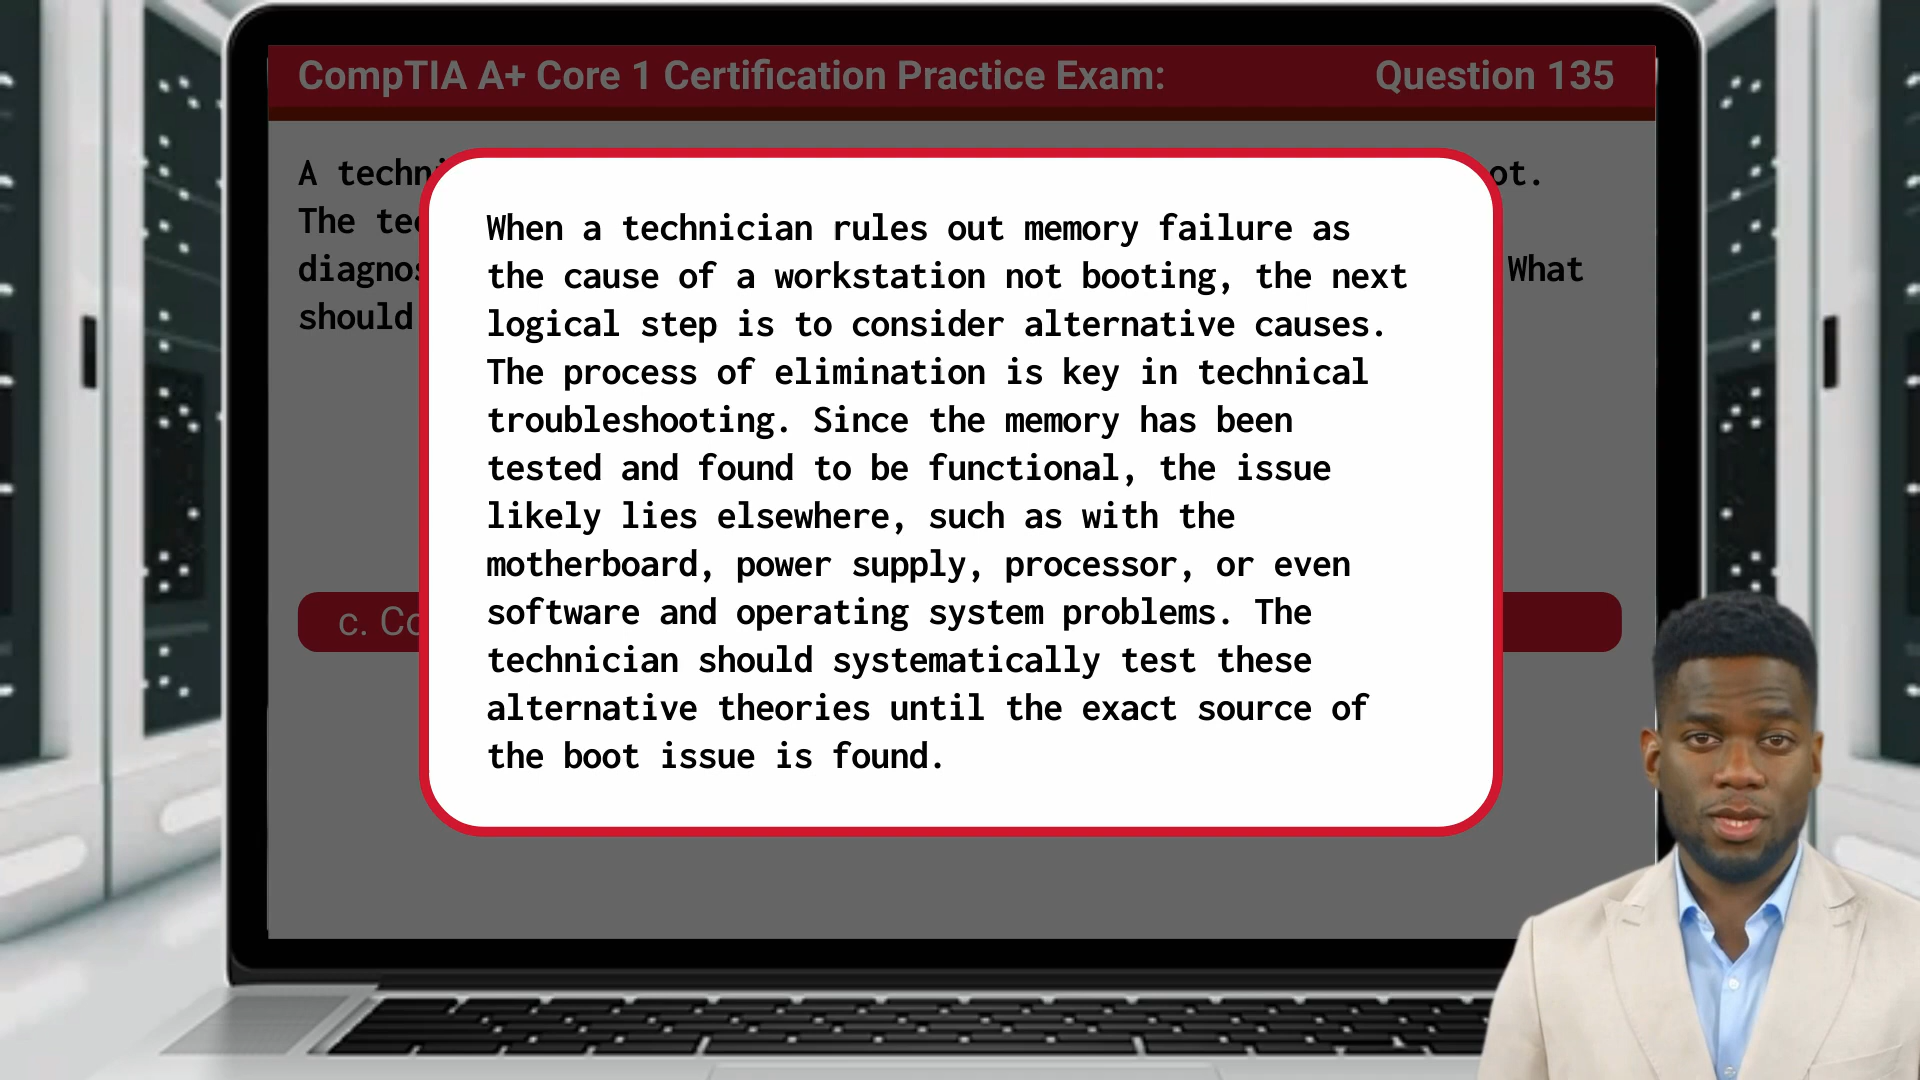 CompTIA A+ Core 1 Certification Practice Exam: Question 135
A
ot.
The
What
should
When a technician rules out memory failure as
the cause of a workstation not booting, the next
logical step is to consider alternative causes.
The process of elimination is key in technical
troubleshooting. Since the memory has been
tested and found to be functional, the issue
likely lies elsewhere, such as with the
motherboard, power supply, processor, or even
software and operating system problems. The
technician should systematically test these
alternative theories until the exact source of
the boot issue is found.
c.